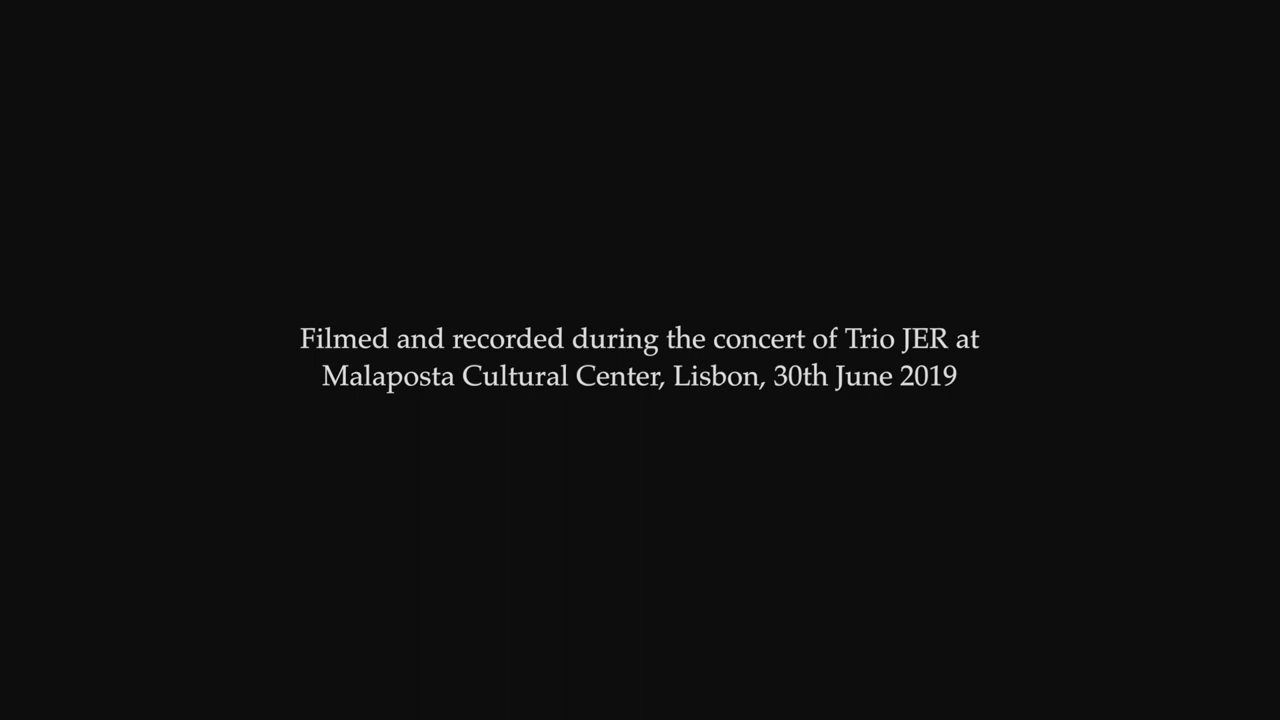 Filmed and recorded during the concert of Trio JER at
Malaposta Cultural Center, Lisbon, 30th June 2019